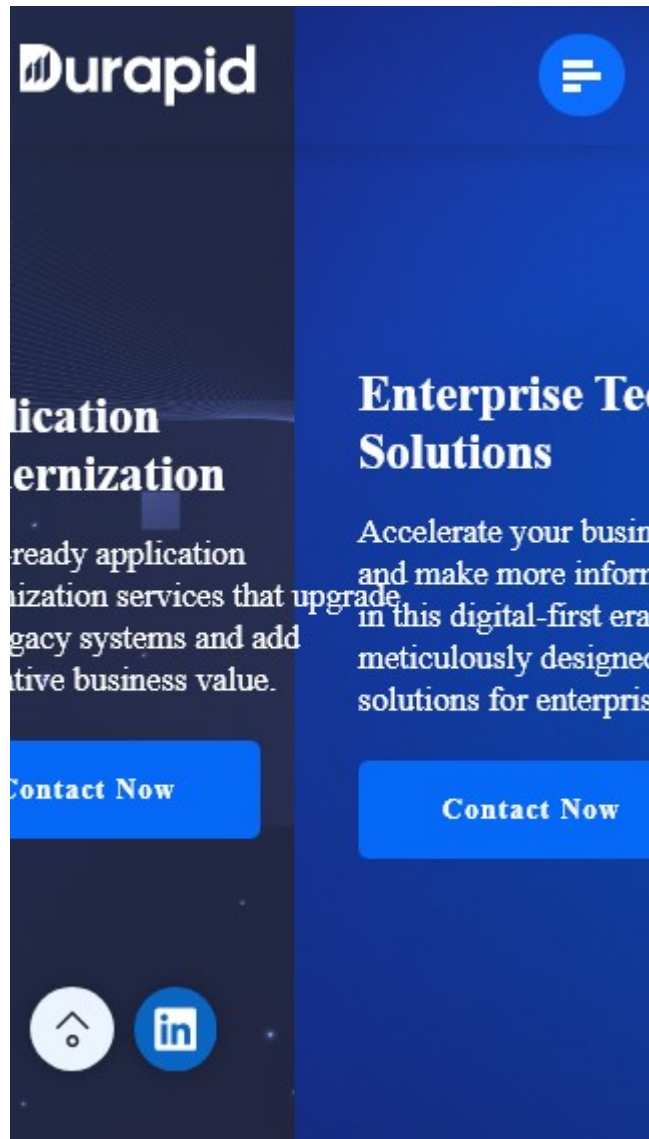 Durapid
lication
ernization
-ready application
ization services that upgrade
gacy systems and add
tive business value.
Contact Now
Enterprise Te
Solutions
Accelerate your busin
and make more inform
in this digital-first era
meticulously designed
solutions for enterpris
Contact Now
in